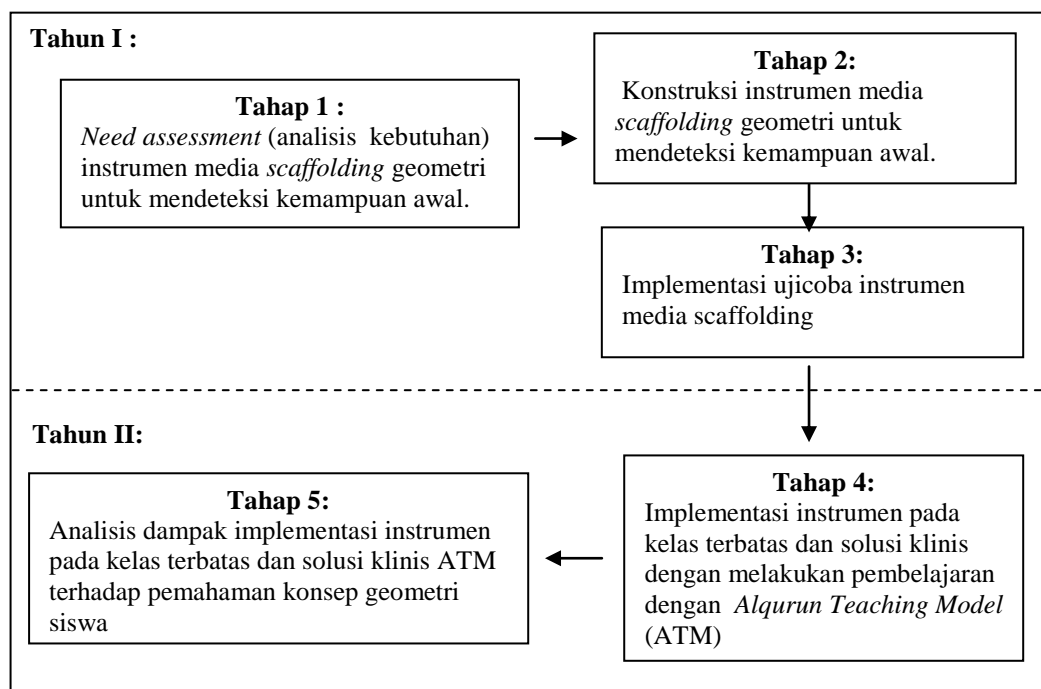 Tahun I :
Tahap 1 :
Need assessment (analisis kebutuhan)
instrumen media scaffolding geometri
untuk mendeteksi kemampuan awal.
Tahap 2:
Konstruksi instrumen media
scaffolding geometri untuk
mendeteksi kemampuan awal.
Tahap 3:
Implementasi ujicoba instrumen
media scaffolding
Tahun II:
Tahap 4:
Implementasi instrumen pada
kelas terbatas dan solusi klinis
dengan melakukan pembelajaran
dengan Alqurun Teaching Model
(ATM)
Tahap 5:
Analisis dampak implementasi instrumen
pada kelas terbatas dan solusi klinis ATM
terhadap pemahaman konsep geometri
siswa